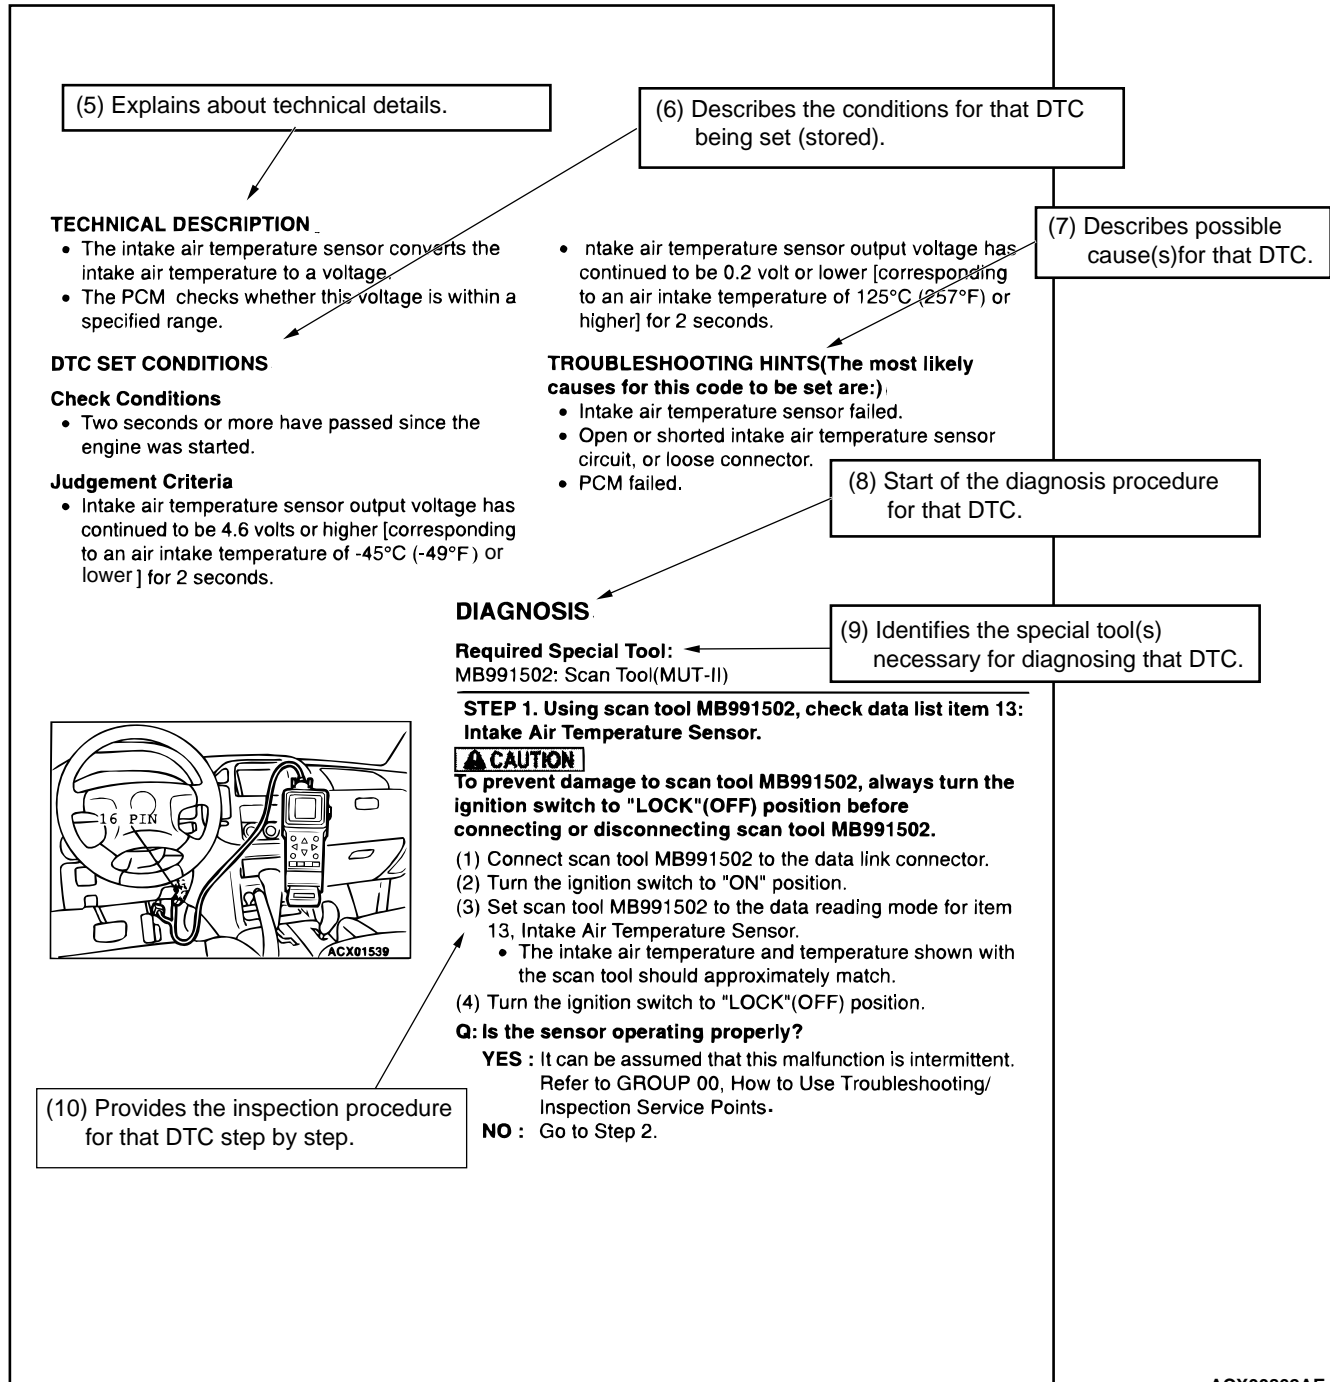 (5) Explains about technical details.
(6) Describes the conditions for that DTC
being set (stored).
(7) Describes possible
cause(s)for that DTC.
TECHNICAL DESCRIPTION
• The intake air temperature sensor converts the
intake air temperature to a voltage.
• The PCM checks whether this voltage is within a
specified range.
DTC SET CONDITIONS
Check Conditions
• Two seconds or more have passed since the
engine was started.
Judgement Criteria
• Intake air temperature sensor output voltage has
continued to be 4.6 volts or higher [corresponding
to an air intake temperature of -45°C (-49°F) or
lower] for 2 seconds.
• ntake air temperature sensor output voltage has
continued to be 0.2 volt or lower [corresponding
to an air intake temperature of 125°C (257°F) or
higher] for 2 seconds.
TROUBLESHOOTING HINTS(The most likely
causes for this code to be set are:)
• Intake air temperature sensor failed.
• Open or shorted intake air temperature sensor
circuit, or loose connector.
• PCM failed.
(8) Start of the diagnosis procedure
for that DTC.
DIAGNOSIS
(9) Identifies the special tool(s)
necessary for diagnosing that DTC.
Required Special Tool:
MB991502: Scan Tool(MUT-II)
STEP 1. Using scan tool MB991502, check data list item 13:
Intake Air Temperature Sensor.
CAUTION
To prevent damage to scan tool MB991502, always turn the
ignition switch to "LOCK"(OFF) position before
connecting or disconnecting scan tool MB991502.
16 PIN
ACX01539
(1) Connect scan tool MB991502 to the data link connector.
(2) Turn the ignition switch to "ON" position.
(3) Set scan tool MB991502 to the data reading mode for item
13, Intake Air Temperature Sensor.
• The intake air temperature and temperature shown with
the scan tool should approximately match.
(4) Turn the ignition switch to "LOCK"(OFF) position.
Q: Is the sensor operating properly?
YES : It can be assumed that this malfunction is intermittent.
Refer to GROUP 00, How to Use Troubleshooting/
Inspection Service Points.
NO : Go to Step 2.
(10) Provides the inspection procedure
for that DTC step by step.